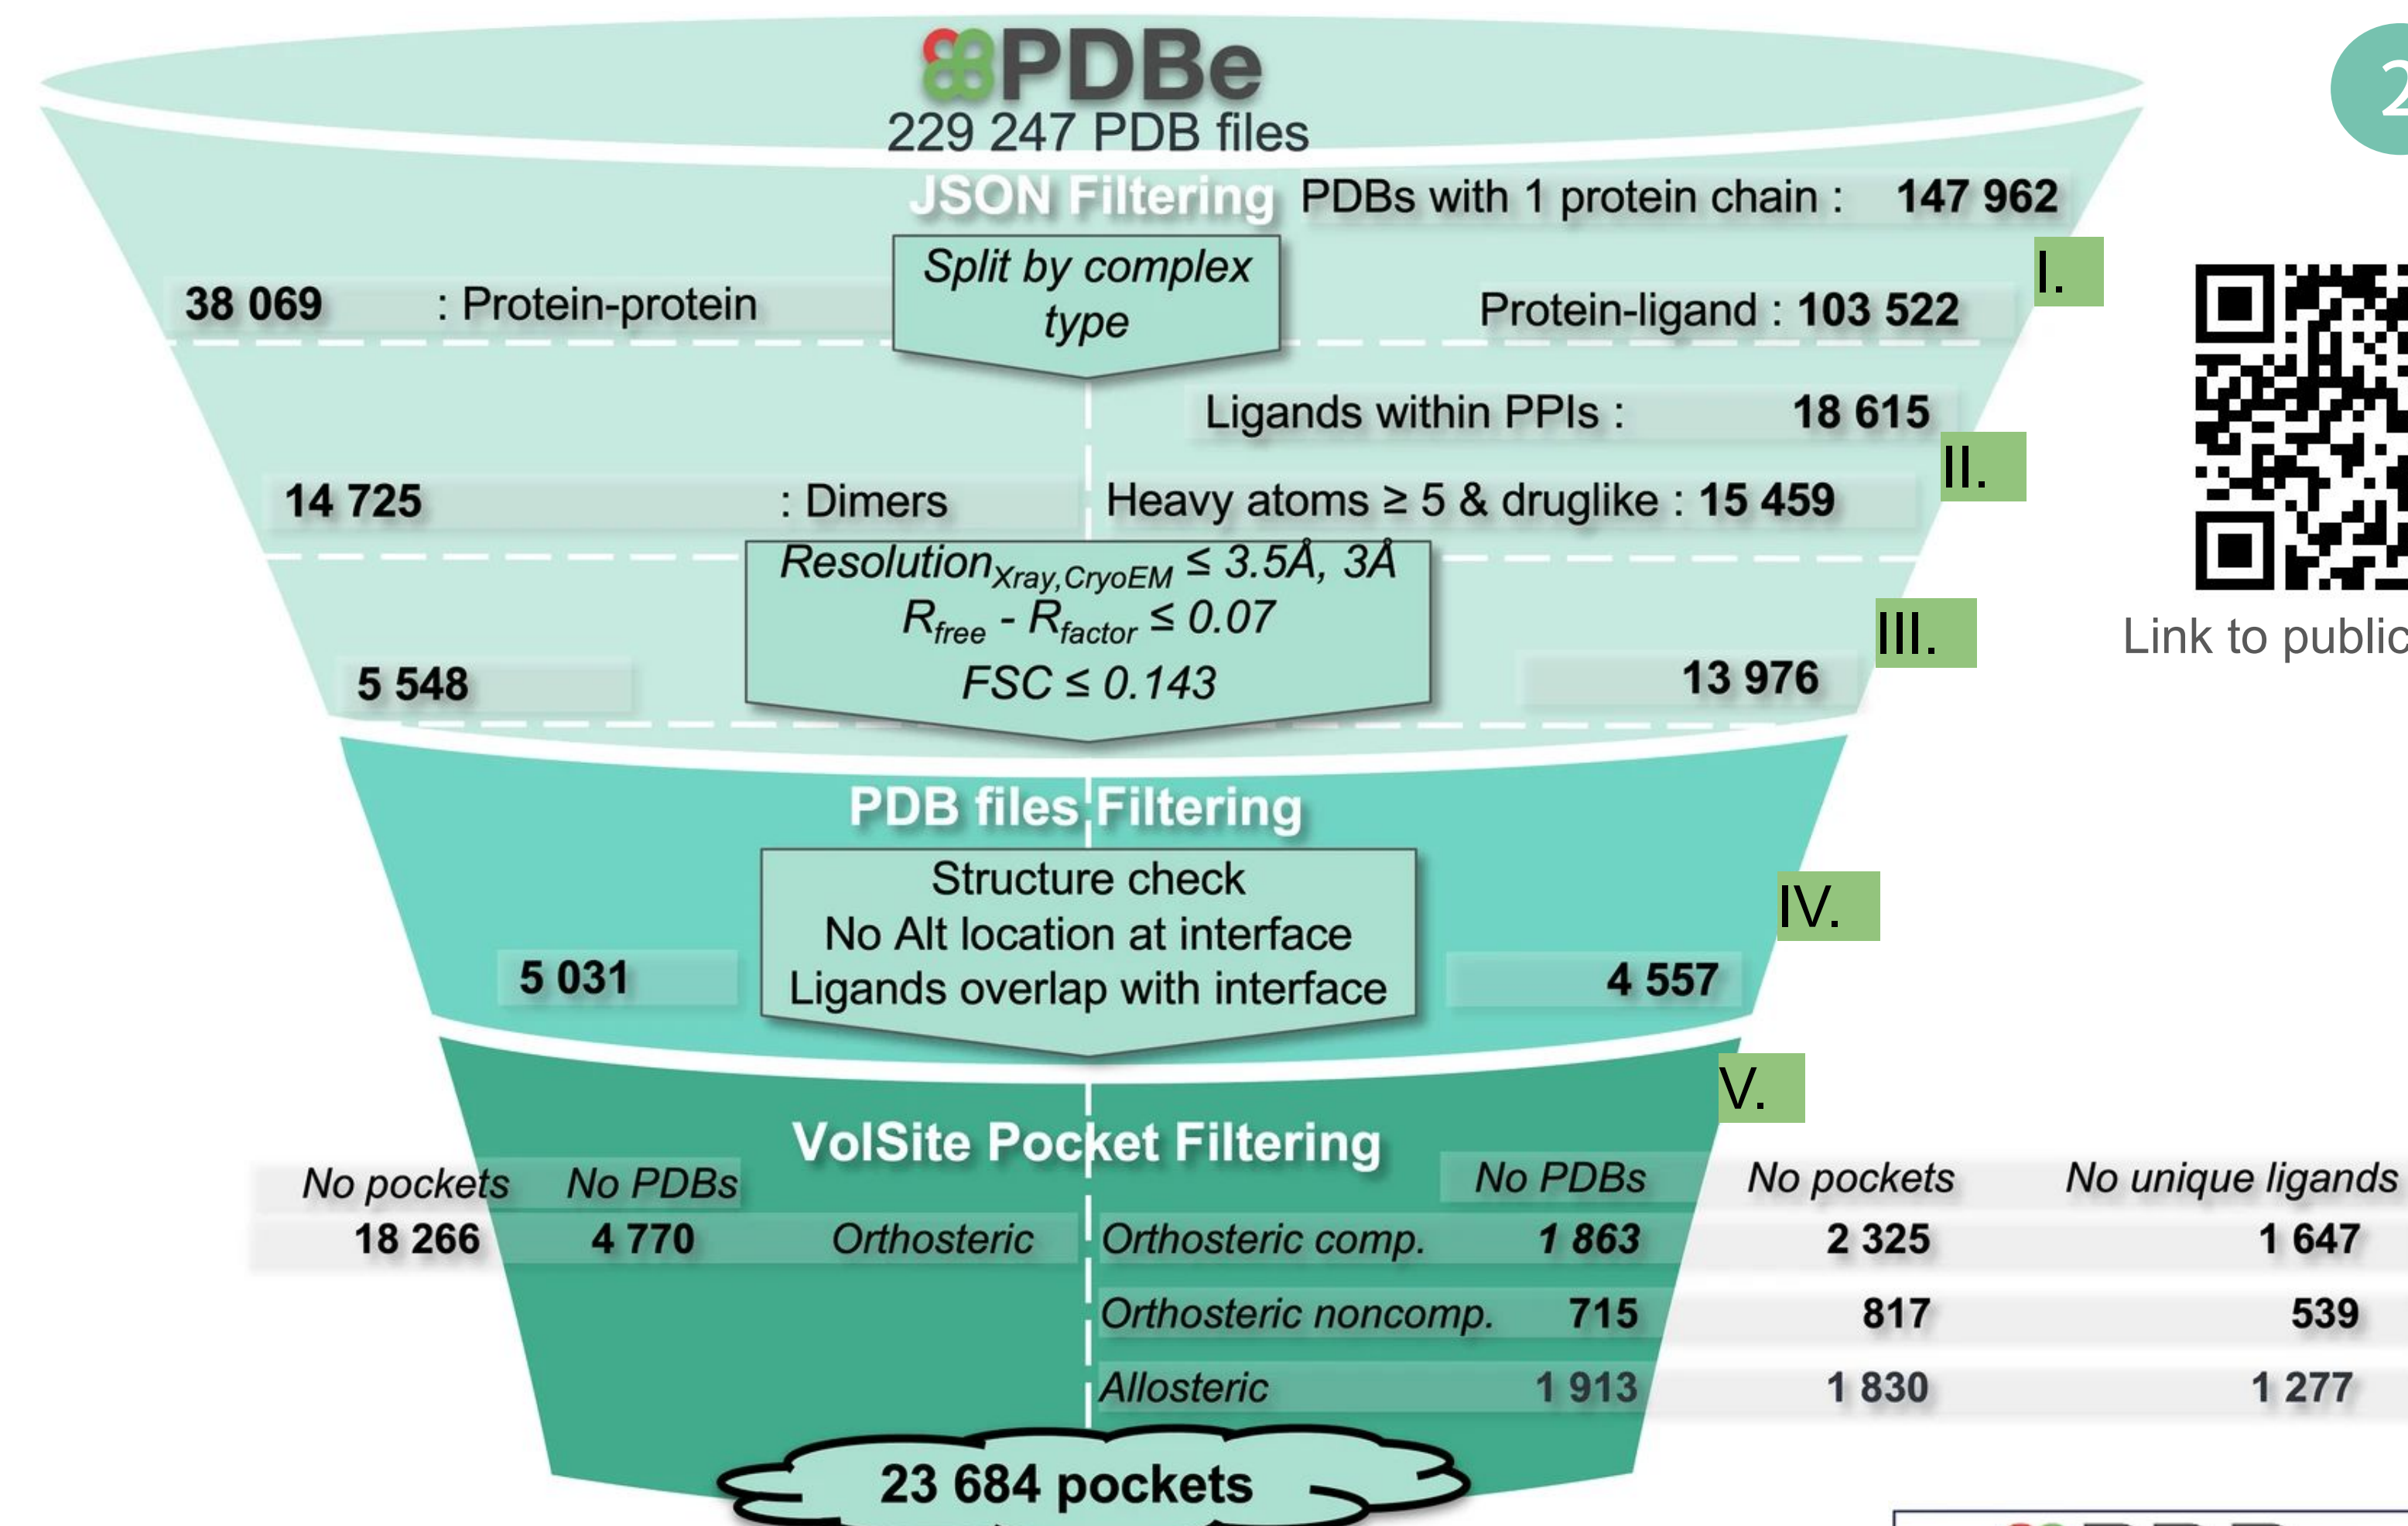 PDBe
229 247 PDB files
2
JSON Filtering PDBs with 1 protein chain : 147 962
Split by complex
type
I.
38 069 : Protein-protein
Protein-ligand : 103 522
Ligands within PPIs : 18 615
II.
14 725 : Dimers
Heavy atoms ≥ 5 & druglike : 15 459
Resolution Xray,CryoEM ≤ 3.5Å, 3Å
Rfree - Rfactor ≤ 0.07
FSC ≤ 0.143
III.
Link to public
5 548
13 976
PDB files Filtering
Structure check
No Alt location at interface
Ligands overlap with interface
IV.
5 031
4 557
V.
VolSite Pocket Filtering
No pockets No PDBs
No PDBs No pockets No unique ligands
18 266 4 770 Orthosteric
Orthosteric comp. 1 863 2 325 1 647
Orthosteric noncomp. 715 817 539
Allosteric 1 913 1 830 1 277
23 684 pockets